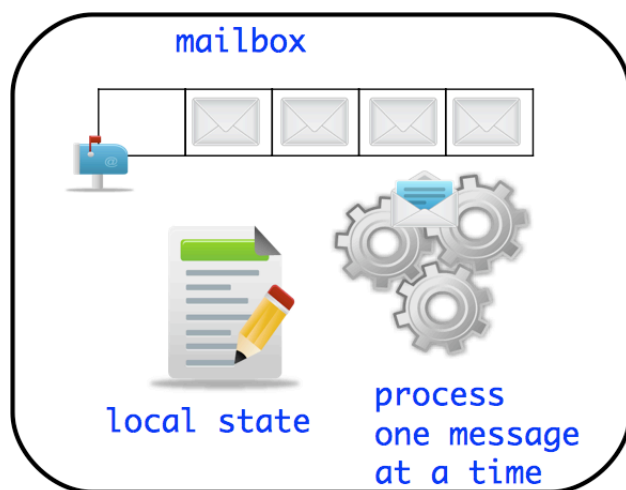 mailbox
@
local state
process
one message
at a time